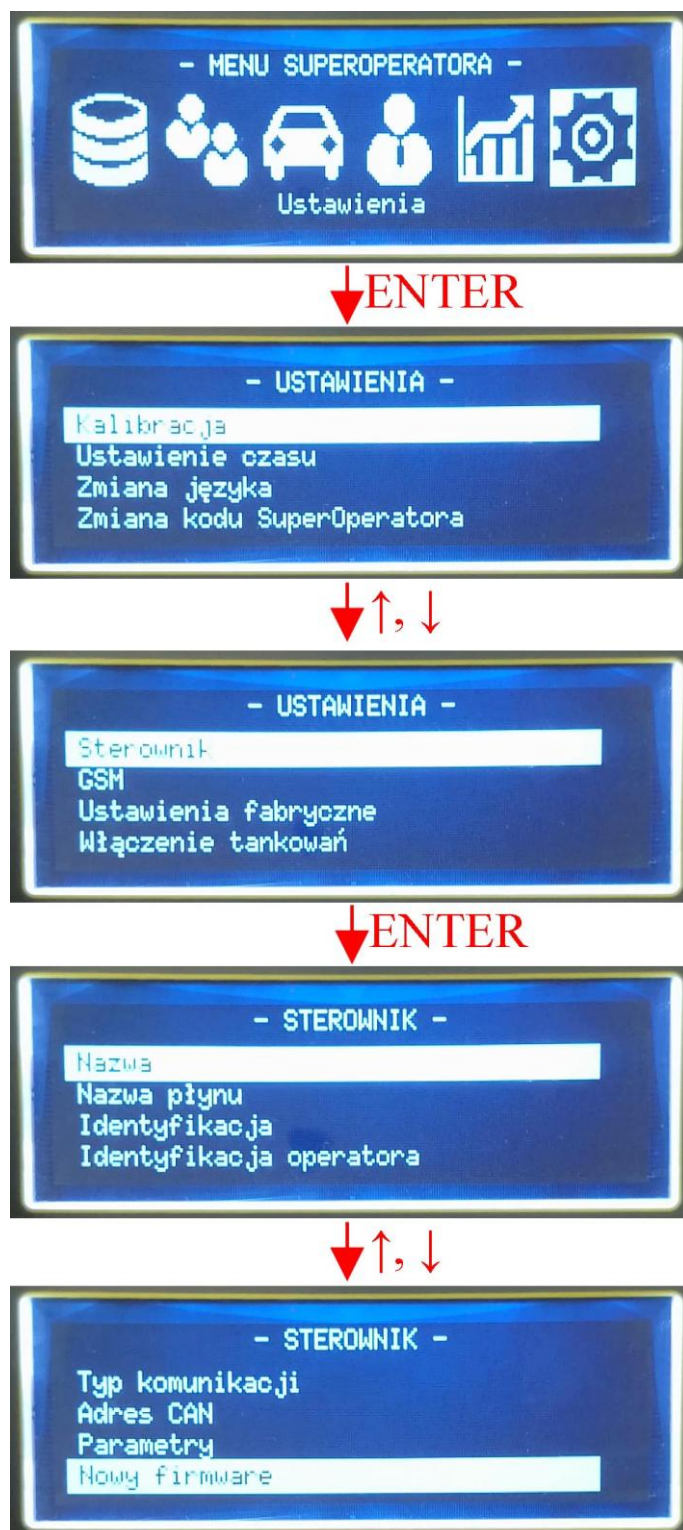 - MENU SUPEROPERATORA -
Ustawienia
ENTER
- USTAWIENIA -
Kalibracja
Ustawienie czasu
Zmiana języka
Zmiana kodu SuperOperatora
↑, ↓
- USTAWIENIA -
Sterownik
GSM
Ustawienia fabryczne
Włączenie tankowań
ENTER
- STEROWNIK -
Nazwa
Nazwa płynu
Identyfikacja
Identyfikacja operatora
↑, ↓
- STEROWNIK -
Typ komunikacji
Adres CAN
Parametry
Nowy firmware